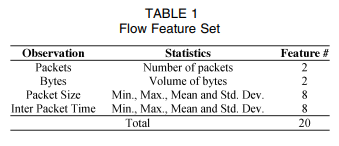 TABLE 1
Flow Feature Set
Observation Statistics Feature #
Packets Number of packets 2
Bytes Volume of bytes 2
Packet Size Min., Max., Mean and Std. Dev. 8
Inter Packet Time Min., Max., Mean and Std. Dev. 8
Total 20